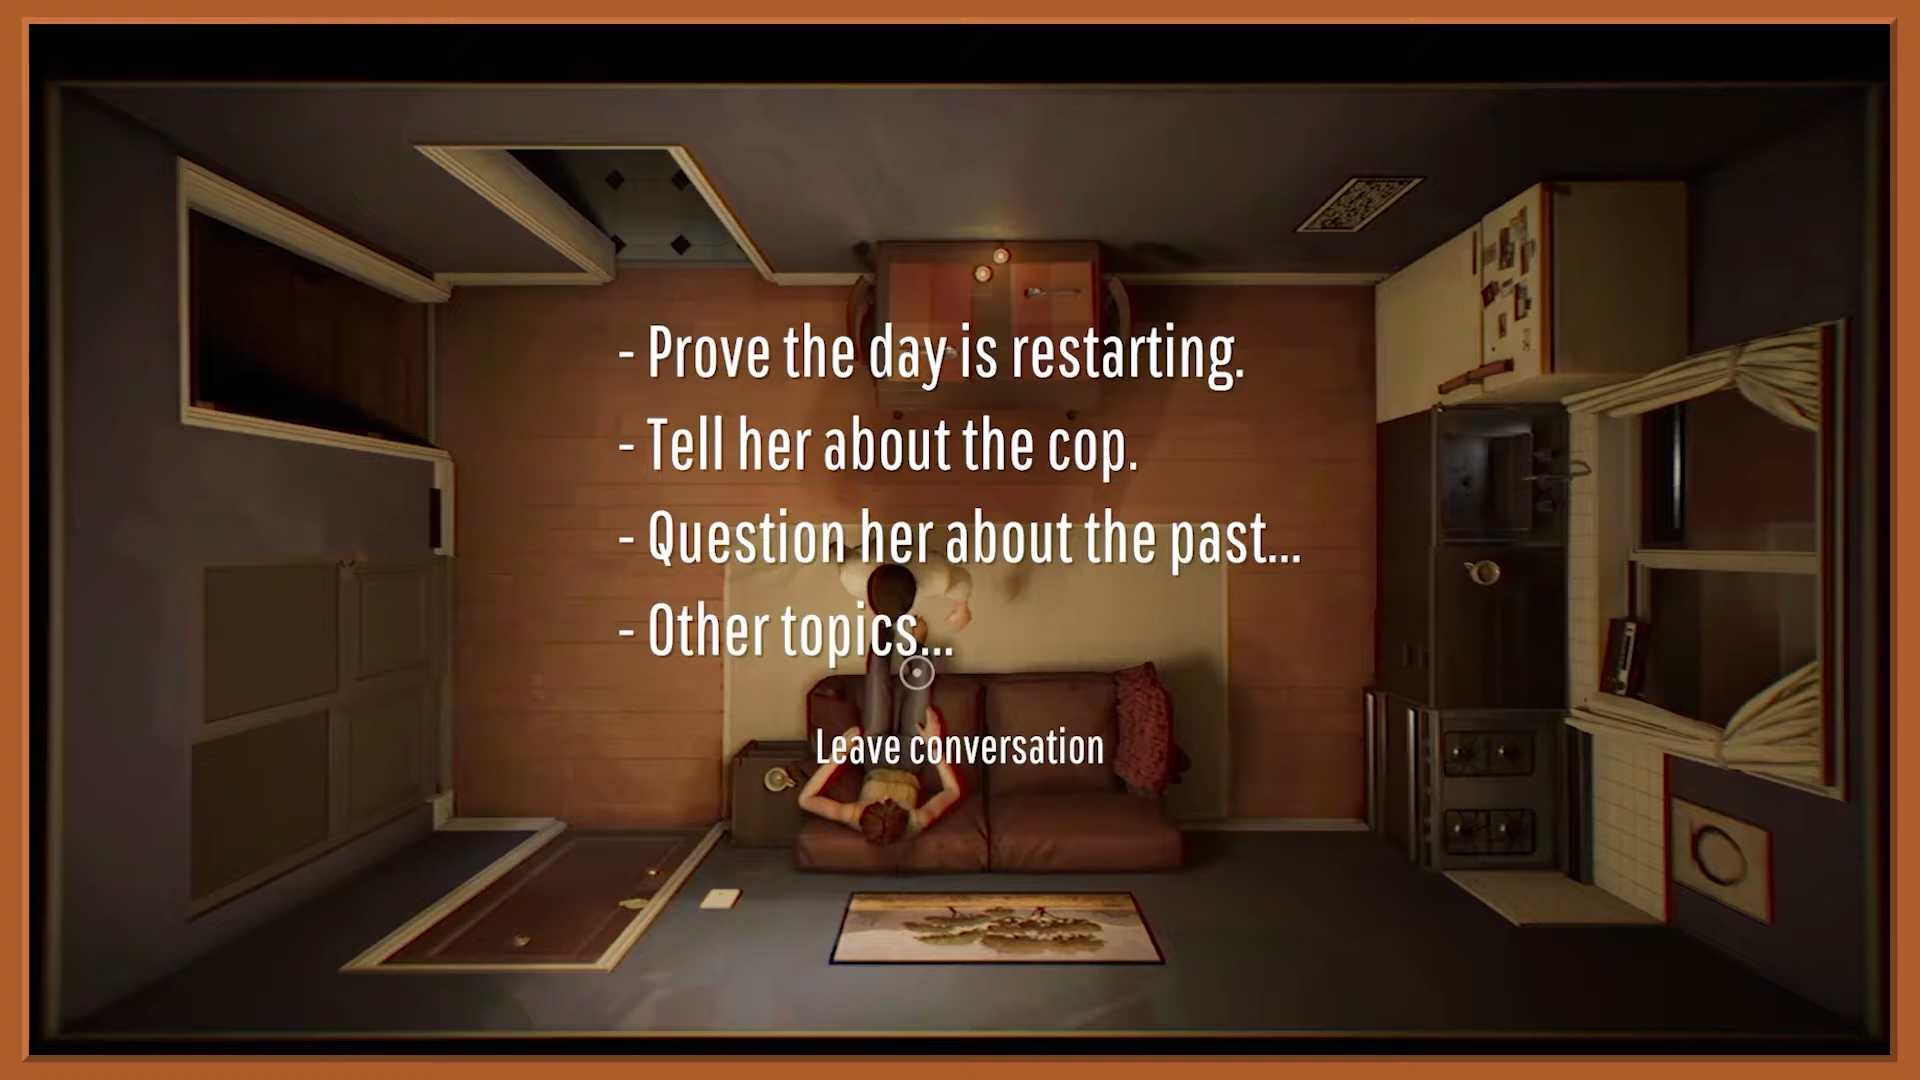 - Prove the day is restarting.
- Tell her about the cop.
- Question her about the past...
- Other topics...
Leave conversation